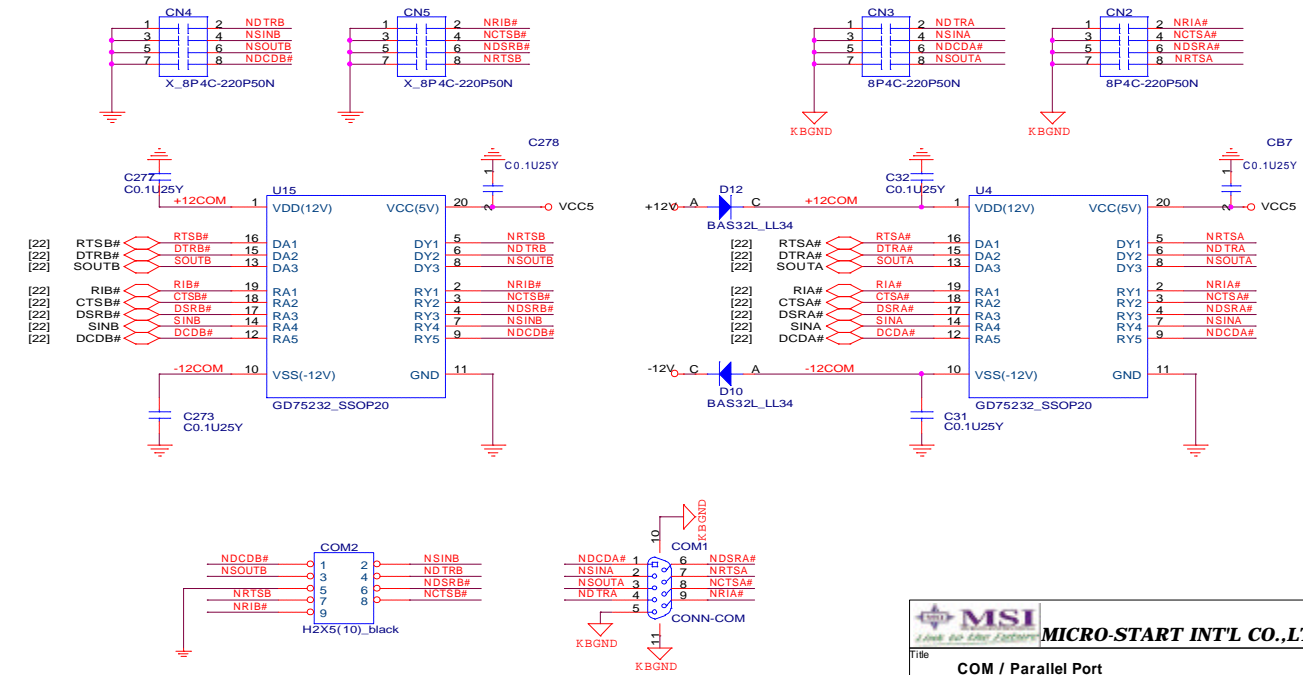 CN4 CN5 CN3 CN2
1 2 NDTRB 1 2 NRIB# 1 2 NDTRA 1 2 NRIA#
3 4 NSINB 3 4 NCTSB# 3 4 NSINA 3 4 NCTSA#
5 6 NSOUTB 5 6 NDSRB# 5 6 NDCDA# 5 6 NDSRA#
7 8 NDCDB# 7 8 NRTSB 7 8 NSOUTA 7 8 NRTSA
X_8P4C-220P50N X_8P4C-220P50N 8P4C-220P50N 8P4C-220P50N
KBGND KBGND
C278 CB7
C277 C0.1U25Y C32 C0.1U25Y
C0.1U25Y U15 1 D12 C0.1U25Y U4 1
+12COM 1 VDD(12V) VCC(5V) 20 2 VCC5 +12V A C +12COM 1 VDD(12V) VCC(5V) 20 2 VCC5
BAS32L_LL34
[22] RTSB# RTSB# 16 DA1 DY1 5 NRTSB [22] RTSA# RTSA# 16 DA1 DY1 5 NRTSA
[22] DTRB# DTRB# 15 DA2 DY2 6 NDTRB [22] DTRA# DTRA# 15 DA2 DY2 6 NDTRA
[22] SOUTB SOUTB 13 DA3 DY3 8 NSOUTB [22] SOUTA SOUTA 13 DA3 DY3 8 NSOUTA
[22] RIB# RIB# 19 RA1 RY1 2 NRIB# [22] RIA# RIA# 19 RA1 RY1 2 NRIA#
[22] CTSB# CTSB# 18 RA2 RY2 3 NCTSB# [22] CTSA# CTSA# 18 RA2 RY2 3 NCTSA#
[22] DSRB# DSRB# 17 RA3 RY3 4 NDSRB# [22] DSRA# DSRA# 17 RA3 RY3 4 NDSRA#
[22] SINB SINB 14 RA4 RY4 7 NSINB [22] SINA SINA 14 RA4 RY4 7 NSINA
[22] DCDB# DCDB# 12 RA5 RY5 9 NDCDB# [22] DCDA# DCDA# 12 RA5 RY5 9 NDCDA#
-12COM 10 VSS(-12V) GND 11 -12V C A -12COM 10 VSS(-12V) GND 11
D10
GD75232_SSOP20 BAS32L_LL34 GD75232_SSOP20
C273 C31
C0.1U25Y C0.1U25Y
KBGND
10
COM2 COM1
NDCDB# 1 2 NSINB NDCDA# 1 6 NDSRA#
NSOUTB 3 4 NDTRB NSINA 2 7 NRTSA
5 6 NDSRB# NSOUTA 3 8 NCTSA#
NRTSB 7 8 NCTSB# NDTRA 4 9 NRIA#
NRIB# 9 5
H2X5(10)_black CONN-COM
KBGND
11
KBGND
MSI
Link to the Future
MICRO-START INT'L CO.,LT
Title
COM / Parallel Port